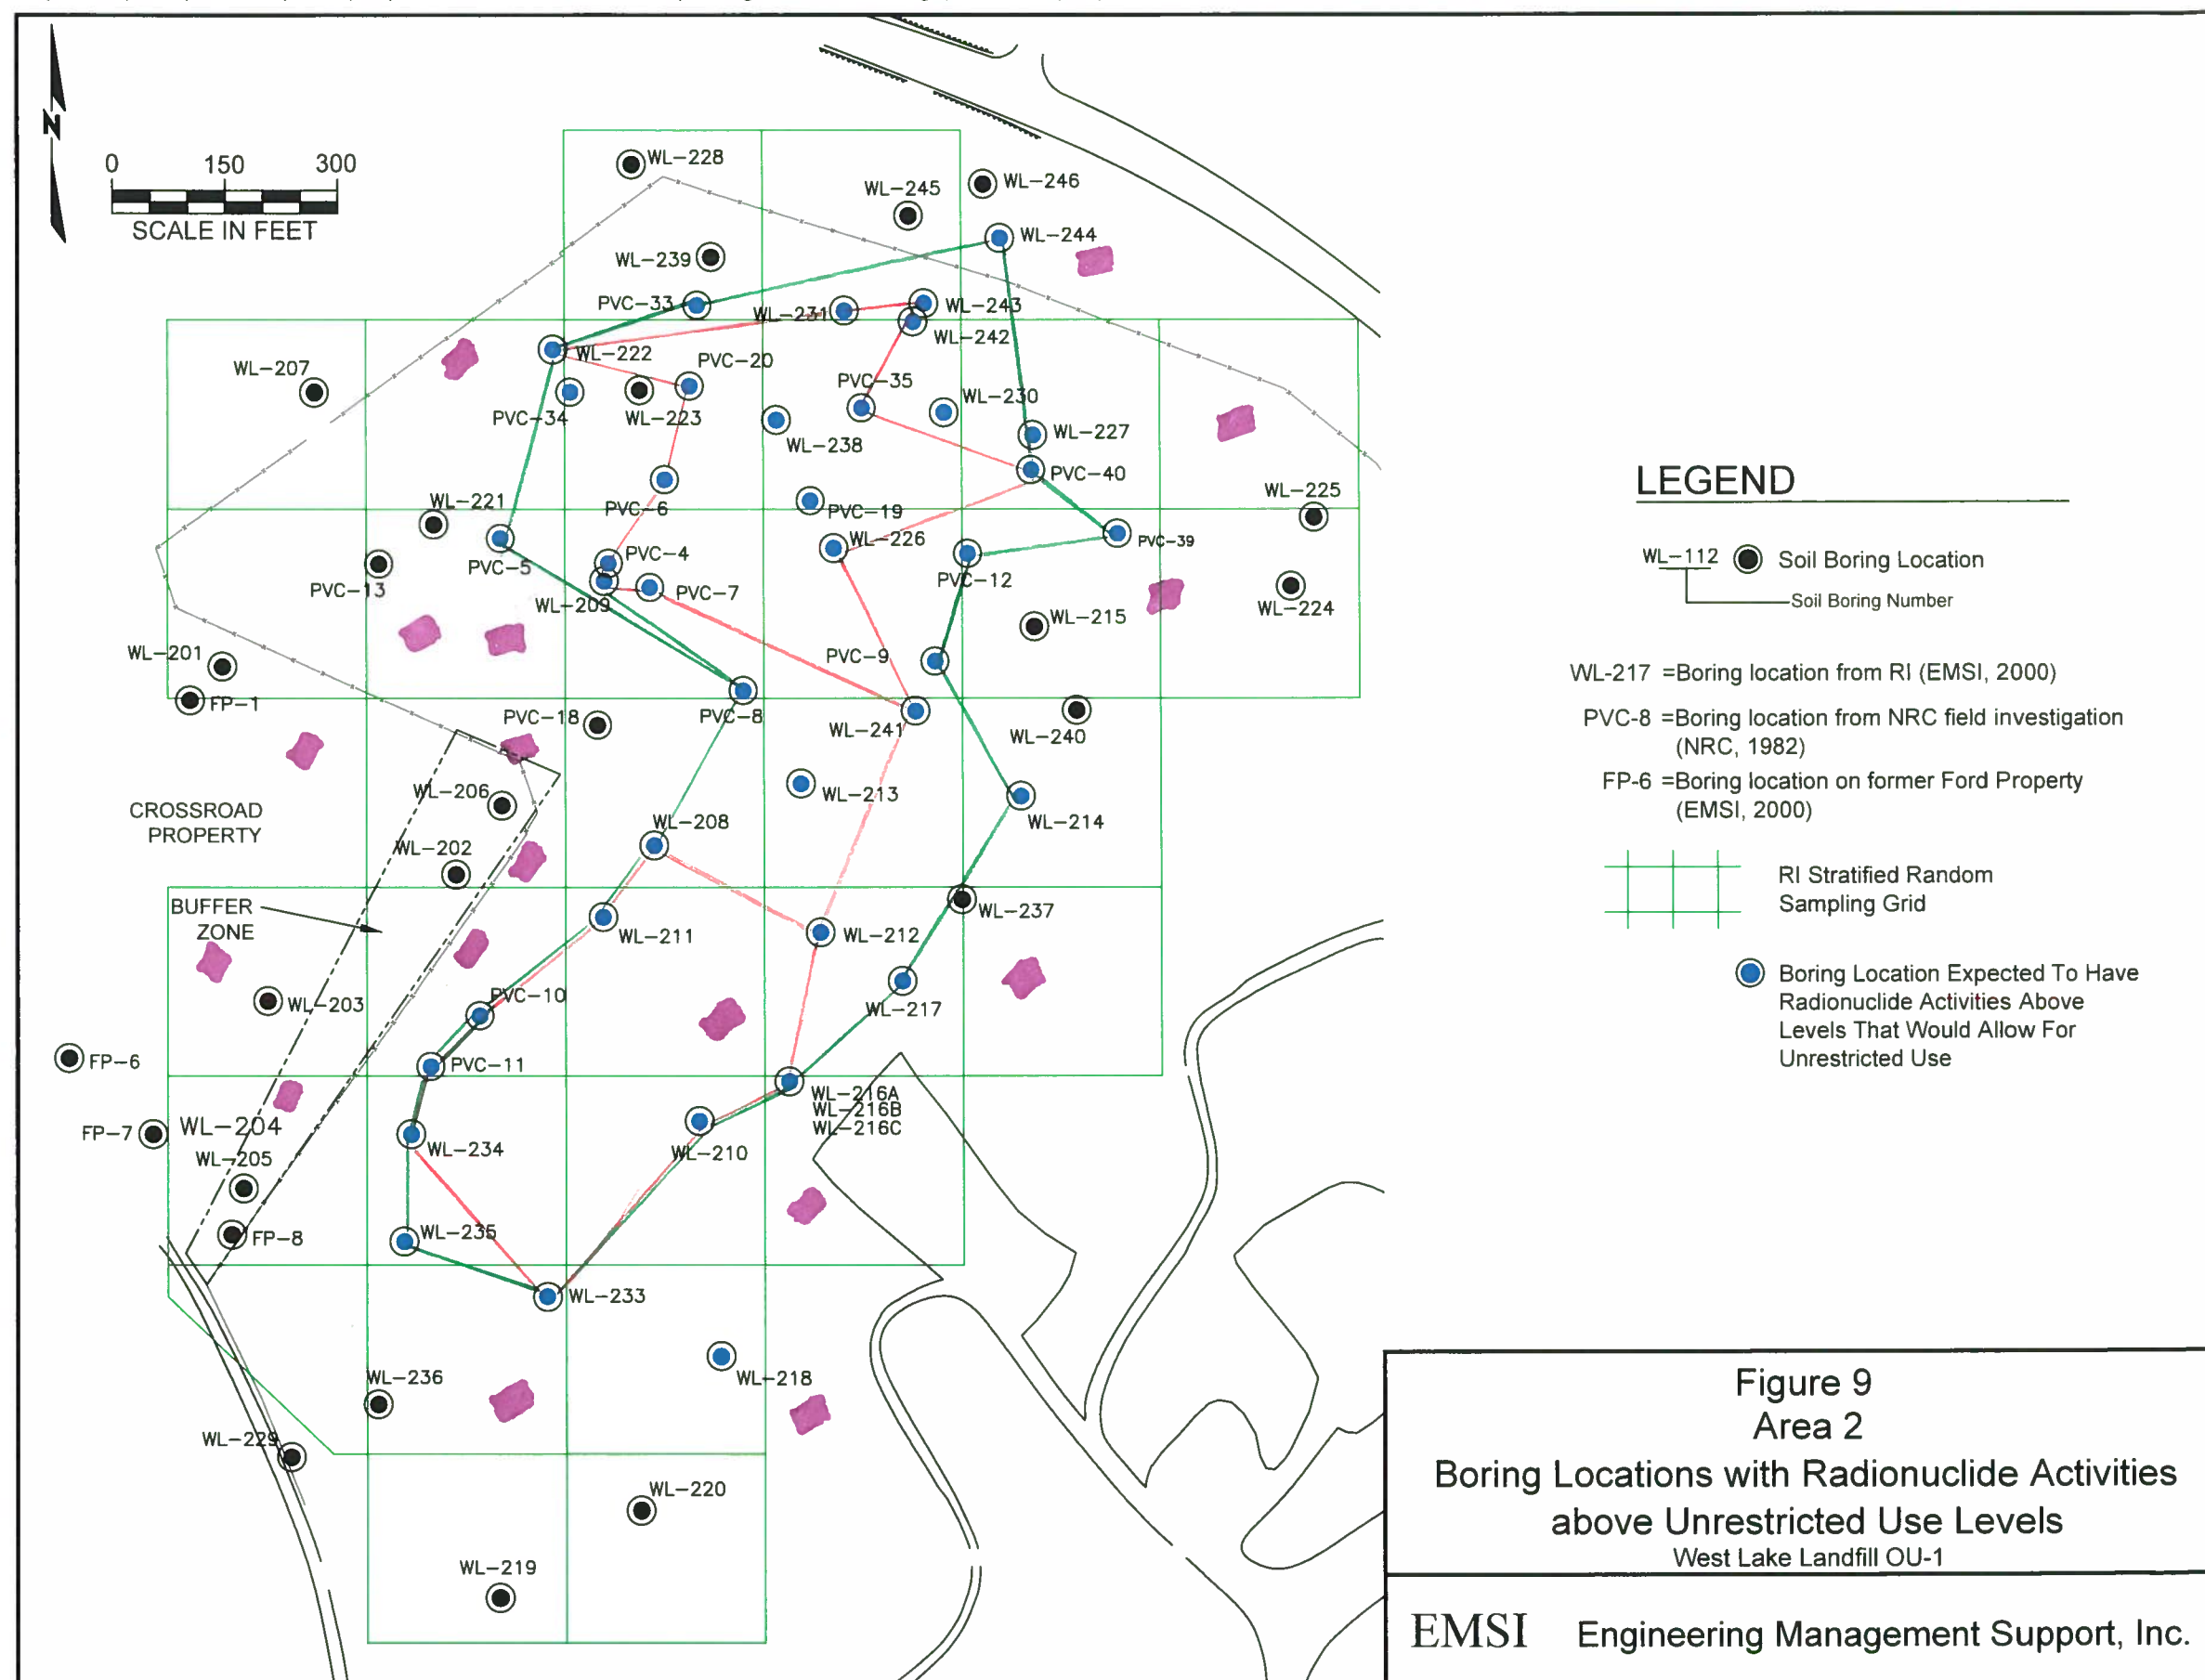 N
0 150 300
SCALE IN FEET
WL-228
WL-245
WL-246
WL-244
WL-239
PVC-33
WL-231
WL-243
WL-242
WL-222
PVC-20
WL-207
PVC-35
WL-230
PVC-34
WL-223
WL-238
WL-227
PVC-40
WL-221
PVC-6
PVC-19
WL-225
WL-226
PVC-39
PVC-5
PVC-4
PVC-12
PVC-13
PVC-7
WL-209
WL-224
WL-215
WL-201
PVC-9
FP-1
PVC-18
PVC-8
WL-241
WL-240
WL-206
WL-213
CROSSROAD
PROPERTY
WL-208
WL-214
WL-202
BUFFER
ZONE
WL-211
WL-212
WL-237
WL-203
PVC-10
WL-217
FP-6
PVC-11
WL-216A
WL-216B
WL-216C
FP-7
WL-204
WL-234
WL-210
WL-205
FP-8
WL-235
WL-233
WL-236
WL-218
WL-229
WL-220
WL-219
LEGEND
WL-112 Soil Boring Location
Soil Boring Number
WL-217 =Boring location from RI (EMSI, 2000)
PVC-8 =Boring location from NRC field investigation
(NRC, 1982)
FP-6 =Boring location on former Ford Property
(EMSI, 2000)
RI Stratified Random
Sampling Grid
Boring Location Expected To Have
Radionuclide Activities Above
Levels That Would Allow For
Unrestricted Use
Figure 9
Area 2
Boring Locations with Radionuclide Activities
above Unrestricted Use Levels
West Lake Landfill OU-1
EMSI Engineering Management Support, Inc.